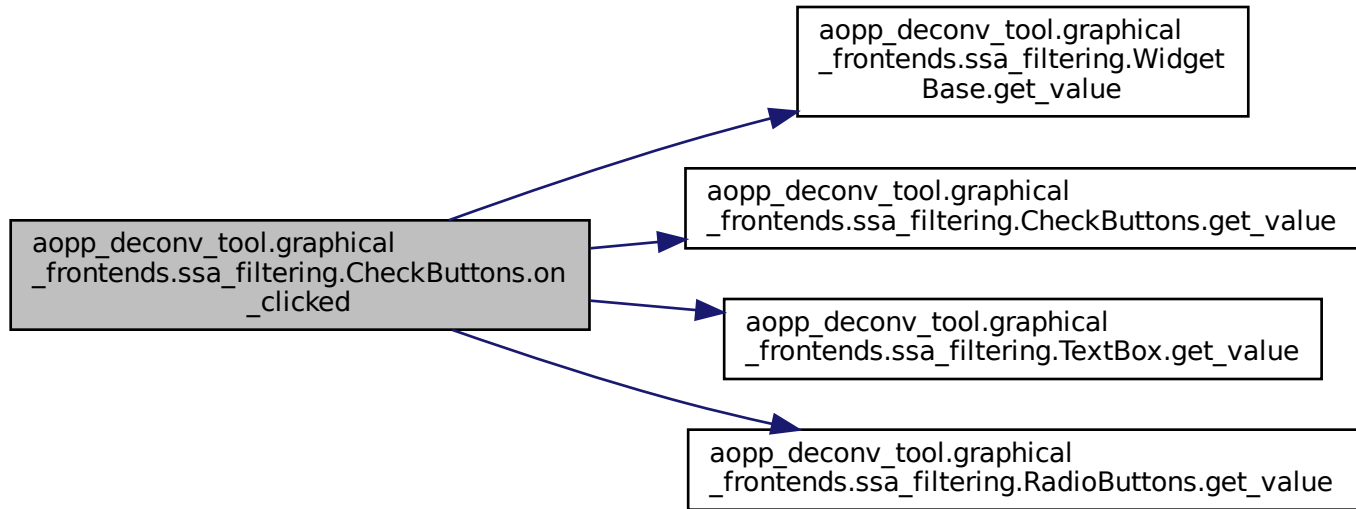 aopp_deconv_tool.graphical
_frontends.ssa_filtering.Widget
Base.get_value
aopp_deconv_tool.graphical
_frontends.ssa_filtering.CheckButtons.get_value
aopp_deconv_tool.graphical
_frontends.ssa_filtering.CheckButtons.on
_clicked
aopp_deconv_tool.graphical
_frontends.ssa_filtering.TextBox.get_value
aopp_deconv_tool.graphical
_frontends.ssa_filtering.RadioButtons.get_value